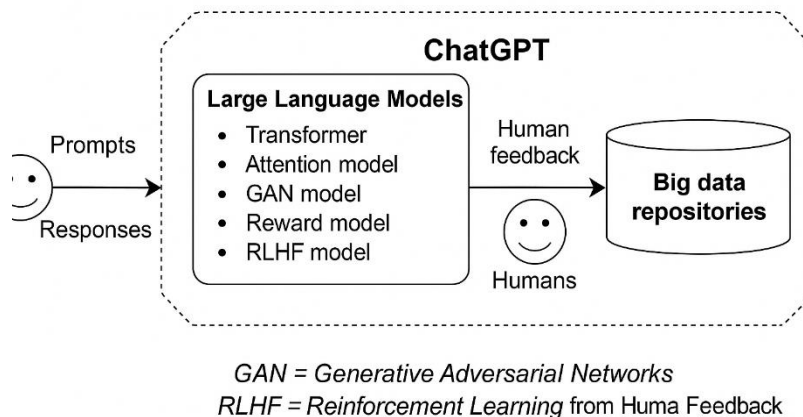 ChatGPT
Prompts
Responses
Large Language Models
• Transformer
• Attention model
• GAN model
• Reward model
• RLHF model
Human
feedback
Humans
Big data
repositories
GAN = Generative Adversarial Networks
RLHF = Reinforcement Learning from Huma Feedback